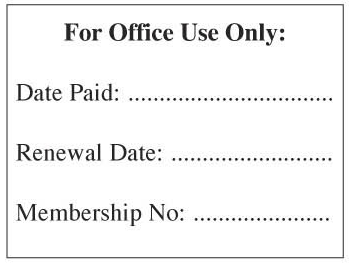 For Office Use Only:
Date Paid: .................................
Renewal Date: ..........................
Membership No: ......................